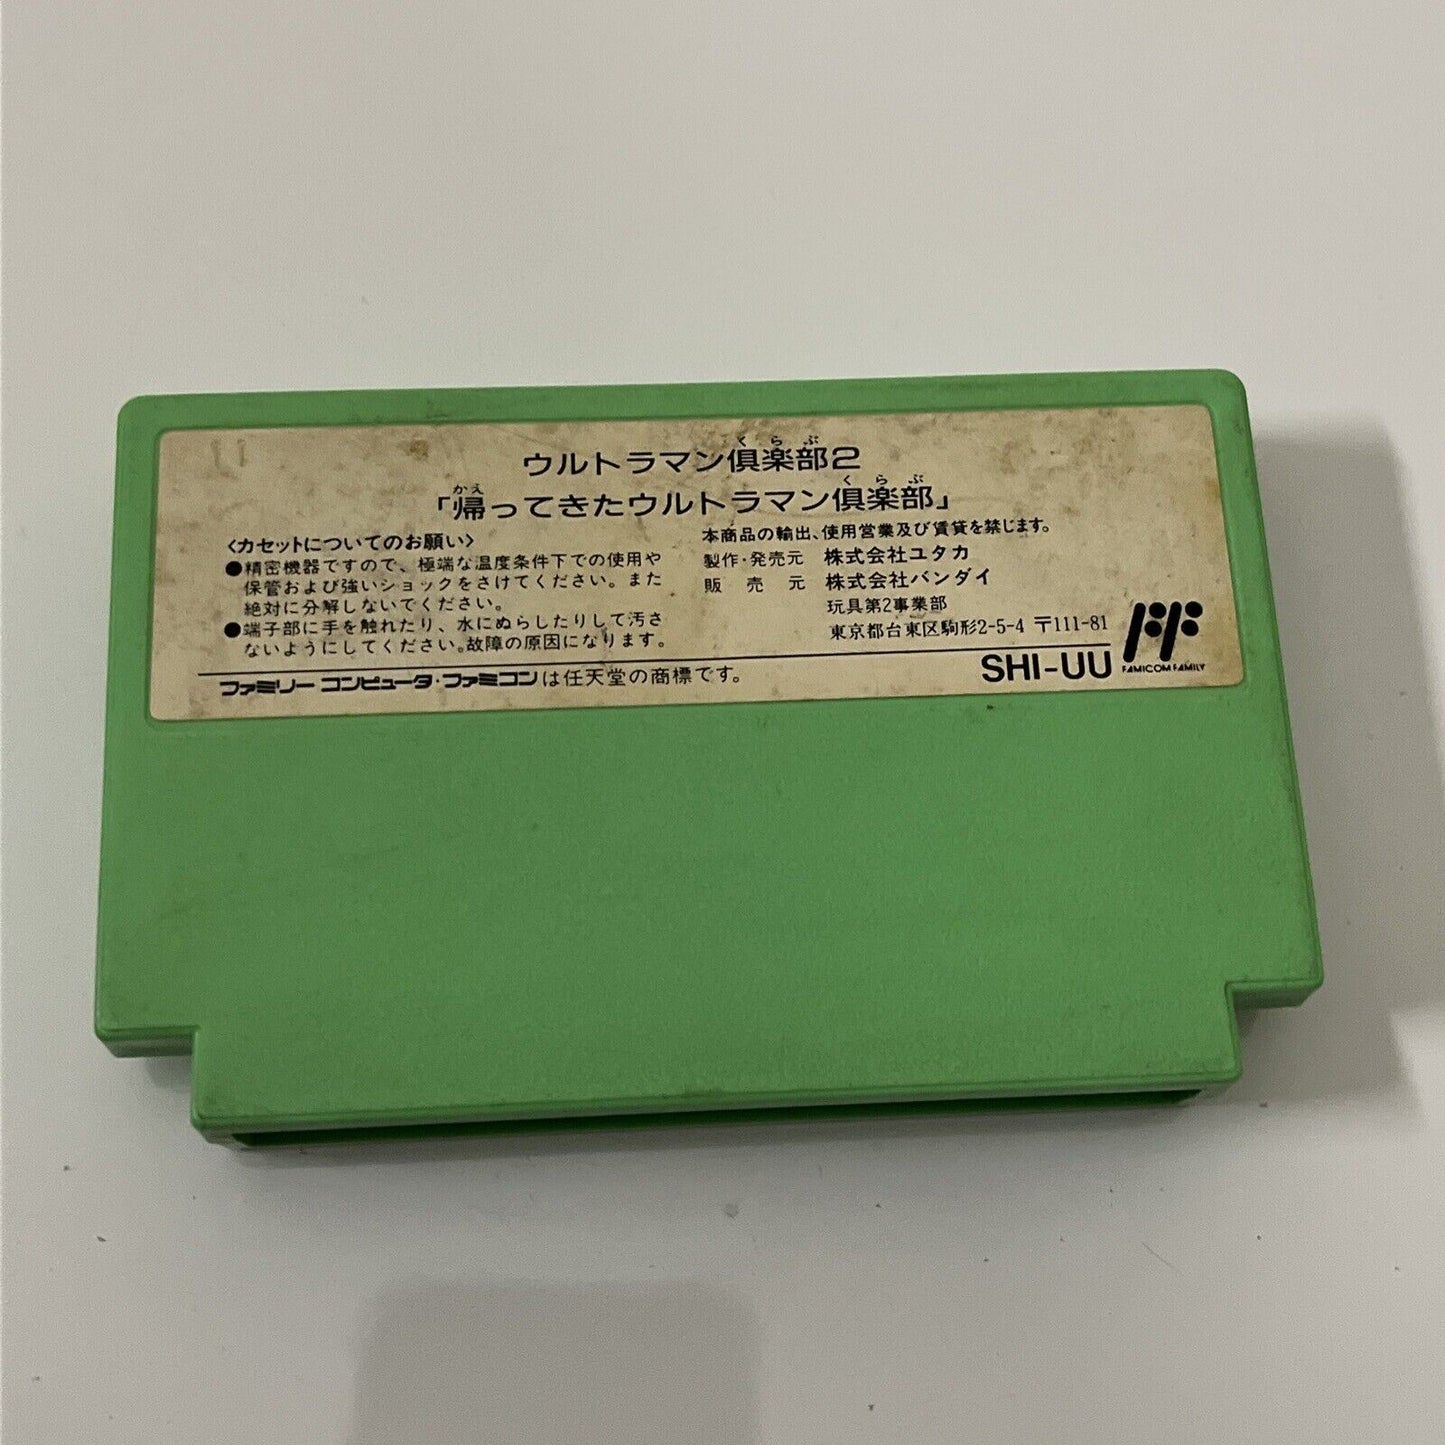 ウルトラマン倶楽部2
くらぶ
「帰ってきたウルトラマン倶楽部」
かえ
くらぶ
〈カセットについてのお願い〉
●精密機器ですので、極端な温度条件下での使用や
保管および強いショックをさけてください。また
絶対に分解しないでください。
●端子部に手を触れたり、水にぬらしたりして汚さ
ないようにしてください。故障の原因になります。
本商品の輸出、使用営業及び賃貸を禁じます。
製作・発売元 株式会社ユタカ
販売元 株式会社バンダイ
玩具第2事業部
東京都台東区駒形2-5-4 〒111-81
SHI-UU
FAMICOM FAMILY
ファミリーコンピュータ・ファミコンは任天堂の商標です。